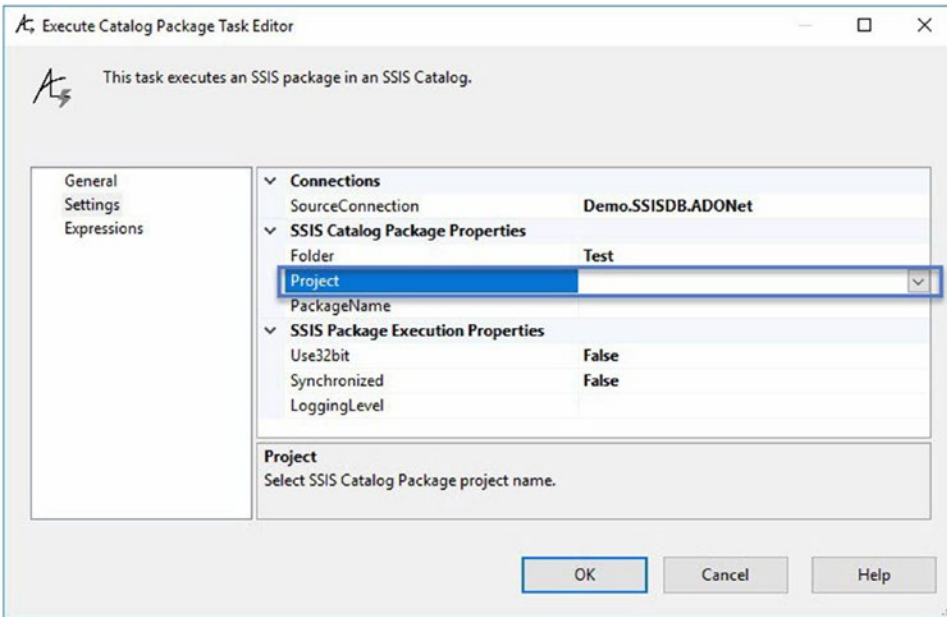 Execute Catalog Package Task Editor
This task executes an SSIS package in an SSIS Catalog.
General
Settings
Expressions
Connections
SourceConnection Demo.SSISDB.ADONet
SSIS Catalog Package Properties
Folder Test
Project
PackageName
SSIS Package Execution Properties
Use32bit False
Synchronized False
LoggingLevel
Project
Select SSIS Catalog Package project name.
OK Cancel Help